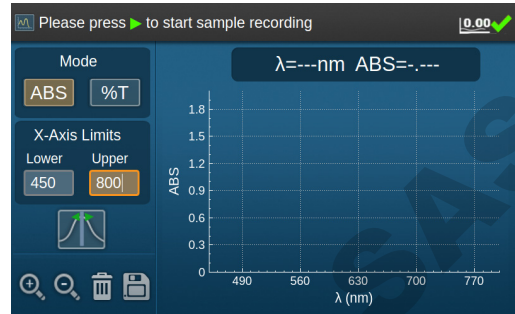 Please press ▶ to start sample recording
0.00
Mode
ABS %T
X-Axis Limits
Lower Upper
450 800
λ=---nm ABS=-.---
ABS
1.8
1.5
1.2
0.9
0.6
0.3
0
490 560 630 700 770
λ (nm)
SAS